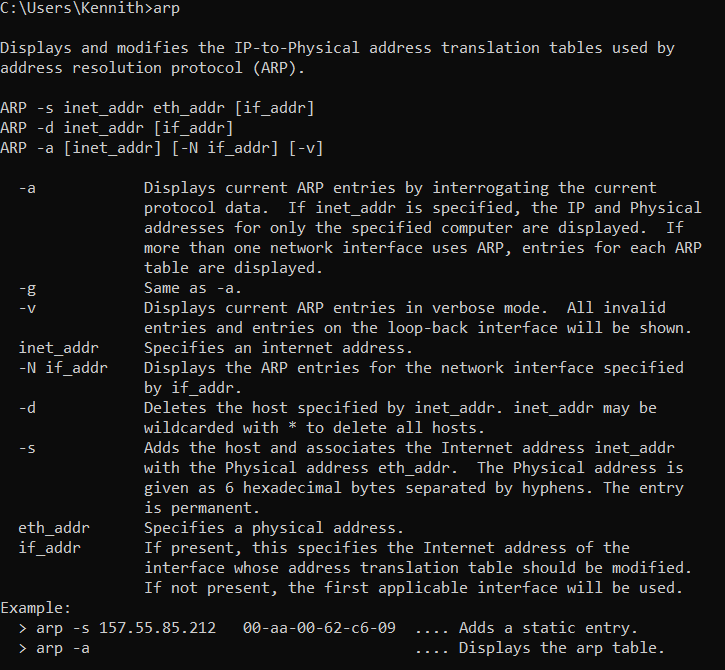 C:\Users\Kennith>arp
Displays and modifies the IP-to-Physical address translation tables used by
address resolution protocol (ARP).
ARP -s inet_addr eth_addr [if_addr]
ARP -d inet_addr [if_addr]
ARP -a [inet_addr] [-N if_addr] [-v]
  -a            Displays current ARP entries by interrogating the current
                protocol data.  If inet_addr is specified, the IP and Physical
                addresses for only the specified computer are displayed.  If
                more than one network interface uses ARP, entries for each ARP
                table are displayed.
  -g            Same as -a.
  -v            Displays current ARP entries in verbose mode.  All invalid
                entries and entries on the loop-back interface will be shown.
  inet_addr     Specifies an internet address.
  -N if_addr    Displays the ARP entries for the network interface specified
                by if_addr.
  -d            Deletes the host specified by inet_addr. inet_addr may be
                wildcarded with * to delete all hosts.
  -s            Adds the host and associates the Internet address inet_addr
                with the Physical address eth_addr.  The Physical address is
                given as 6 hexadecimal bytes separated by hyphens. The entry
                is permanent.
  eth_addr      Specifies a physical address.
  if_addr       If present, this specifies the Internet address of the
                interface whose address translation table should be modified.
                If not present, the first applicable interface will be used.
Example:
  > arp -s 157.55.85.212   00-aa-00-62-c6-09  .... Adds a static entry.
  > arp -a                                    .... Displays the arp table.